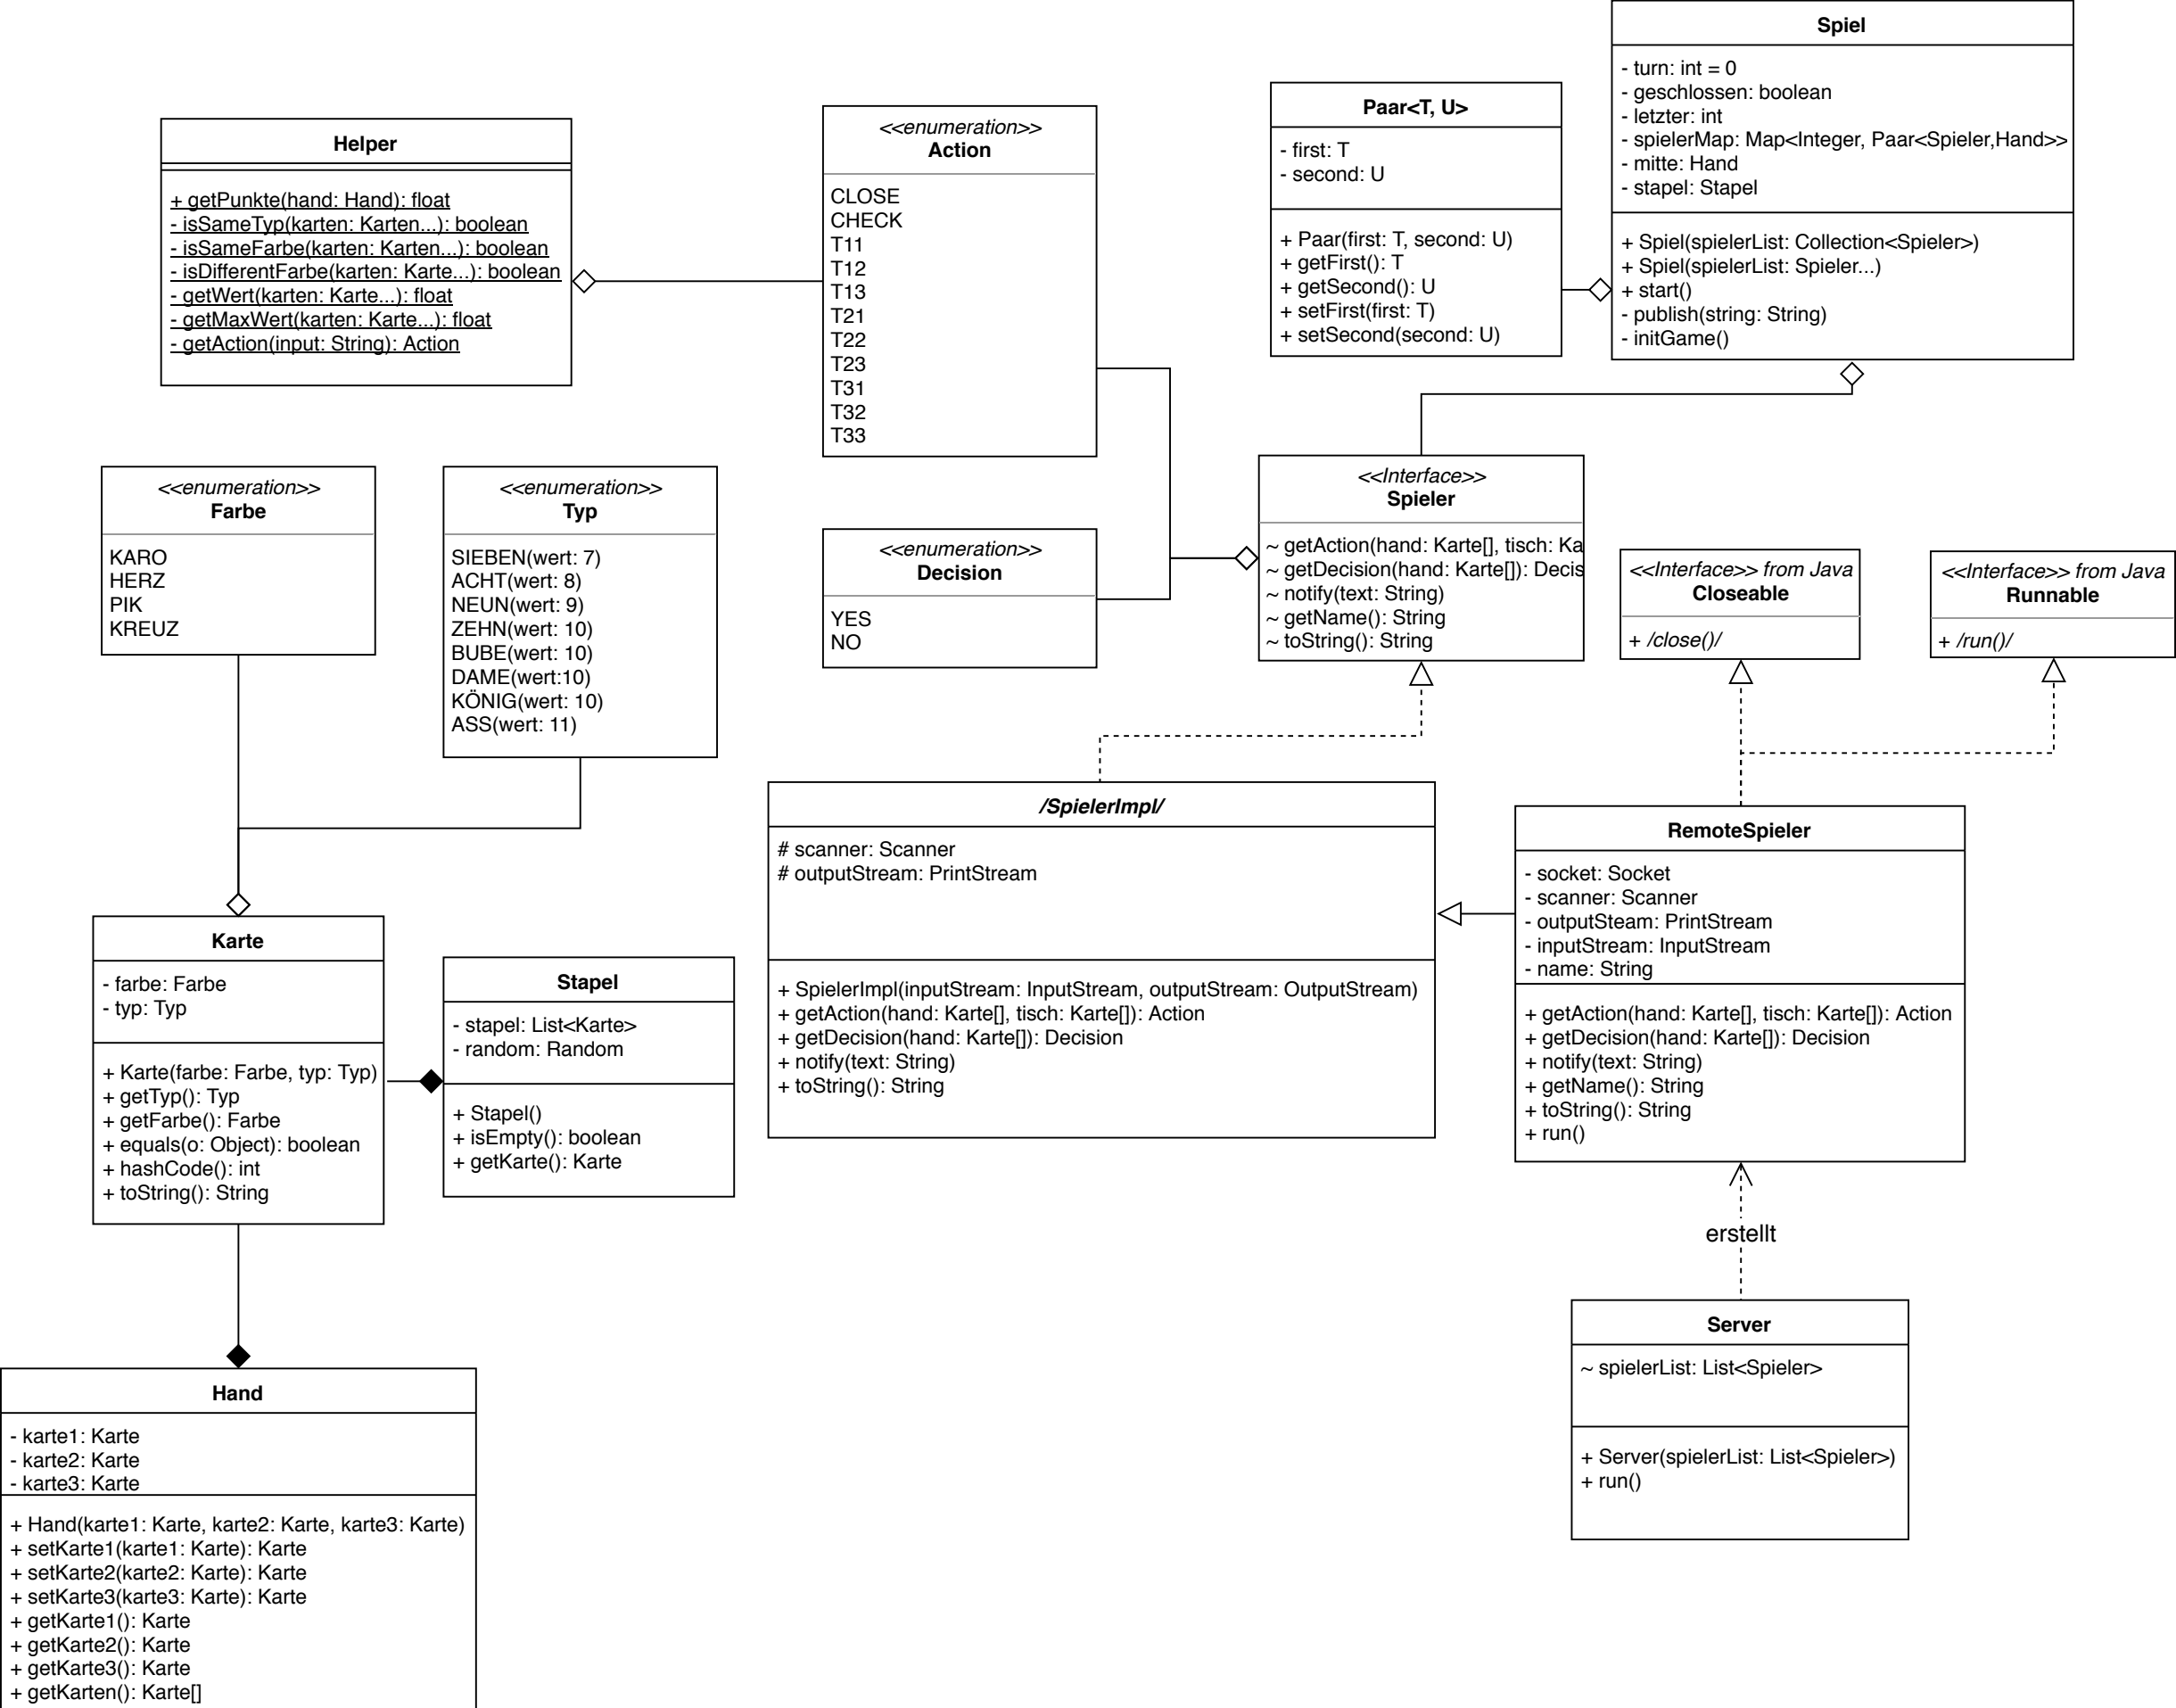 Spiel
- turn: int = 0
- geschlossen: boolean
- letzter: int
- spielerMap: Map<Integer, Paar<Spieler,Hand>>
- mitte: Hand
- stapel: Stapel
+ Spiel(spielerList: Collection<Spieler>)
+ Spiel(spielerList: Spieler...)
+ start()
- publish(string: String)
- initGame()
Paar<T, U>
- first: T
- second: U
+ Paar(first: T, second: U)
+ getFirst(): T
+ getSecond(): U
+ setFirst(first: T)
+ setSecond(second: U)
<<enumeration>>
Action
CLOSE
CHECK
T11
T12
T13
T21
T22
T23
T31
T32
T33
Helper
+ getPunkte(hand: Hand): float
- isSameTyp(karten: Karten...): boolean
- isSameFarbe(karten: Karten...): boolean
- isDifferentFarbe(karten: Karte...): boolean
- getWert(karten: Karte...): float
- getMaxWert(karten: Karte...): float
- getAction(input: String): Action
<<enumeration>>
Farbe
KARO
HERZ
PIK
KREUZ
<<enumeration>>
Typ
SIEBEN(wert: 7)
ACHT(wert: 8)
NEUN(wert: 9)
ZEHN(wert: 10)
BUBE(wert: 10)
DAME(wert:10)
KÖNIG(wert: 10)
ASS(wert: 11)
<<enumeration>>
Decision
YES
NO
<<Interface>>
Spieler
~ getAction(hand: Karte[], tisch: Ka
~ getDecision(hand: Karte[]): Decis
~ notify(text: String)
~ getName(): String
~ toString(): String
<<Interface>> from Java
Closeable
+ /close()/
<<Interface>> from Java
Runnable
+ /run()/
/SpielerImpl/
# scanner: Scanner
# outputStream: PrintStream
+ SpielerImpl(inputStream: InputStream, outputStream: OutputStream)
+ getAction(hand: Karte[], tisch: Karte[]): Action
+ getDecision(hand: Karte[]): Decision
+ notify(text: String)
+ toString(): String
RemoteSpieler
- socket: Socket
- scanner: Scanner
- outputSteam: PrintStream
- inputStream: InputStream
- name: String
+ getAction(hand: Karte[], tisch: Karte[]): Action
+ getDecision(hand: Karte[]): Decision
+ notify(text: String)
+ getName(): String
+ toString(): String
+ run()
Karte
- farbe: Farbe
- typ: Typ
+ Karte(farbe: Farbe, typ: Typ)
+ getTyp(): Typ
+ getFarbe(): Farbe
+ equals(o: Object): boolean
+ hashCode(): int
+ toString(): String
Stapel
- stapel: List<Karte>
- random: Random
+ Stapel()
+ isEmpty(): boolean
+ getKarte(): Karte
erstellt
Server
~ spielerList: List<Spieler>
+ Server(spielerList: List<Spieler>)
+ run()
Hand
- karte1: Karte
- karte2: Karte
- karte3: Karte
+ Hand(karte1: Karte, karte2: Karte, karte3: Karte)
+ setKarte1(karte1: Karte): Karte
+ setKarte2(karte2: Karte): Karte
+ setKarte3(karte3: Karte): Karte
+ getKarte1(): Karte
+ getKarte2(): Karte
+ getKarte3(): Karte
+ getKarten(): Karte[]